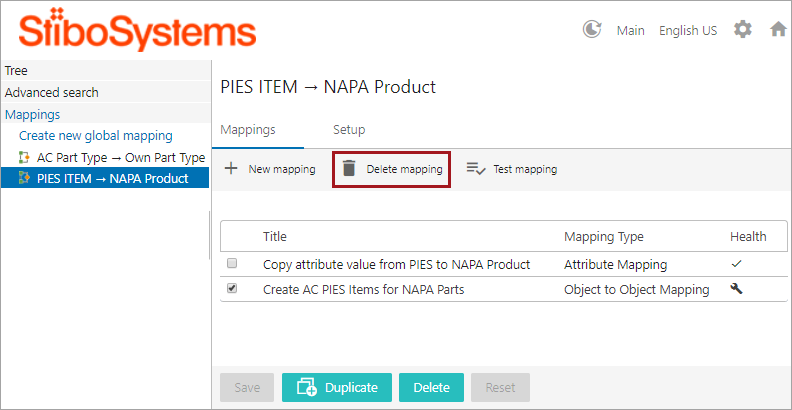 StiboSystems
Main English US
Tree
Advanced search
Mappings
Create new global mapping
AC Part Type → Own Part Type
PIES ITEM → NAPA Product
PIES ITEM → NAPA Product
Mappings Setup
New mapping Delete mapping Test mapping
Title Mapping Type Health
Copy attribute value from PIES to NAPA Product Attribute Mapping
Create AC PIES Items for NAPA Parts Object to Object Mapping
Save Duplicate Delete Reset